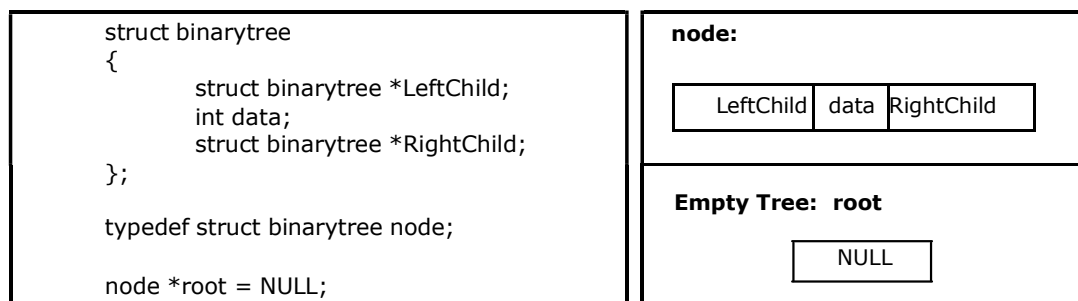 struct binarytree
{
struct binarytree *LeftChild;
int data;
struct binarytree *RightChild;
};
typedef struct binarytree node;
node *root = NULL;
node:
LeftChild data RightChild
Empty Tree: root
NULL